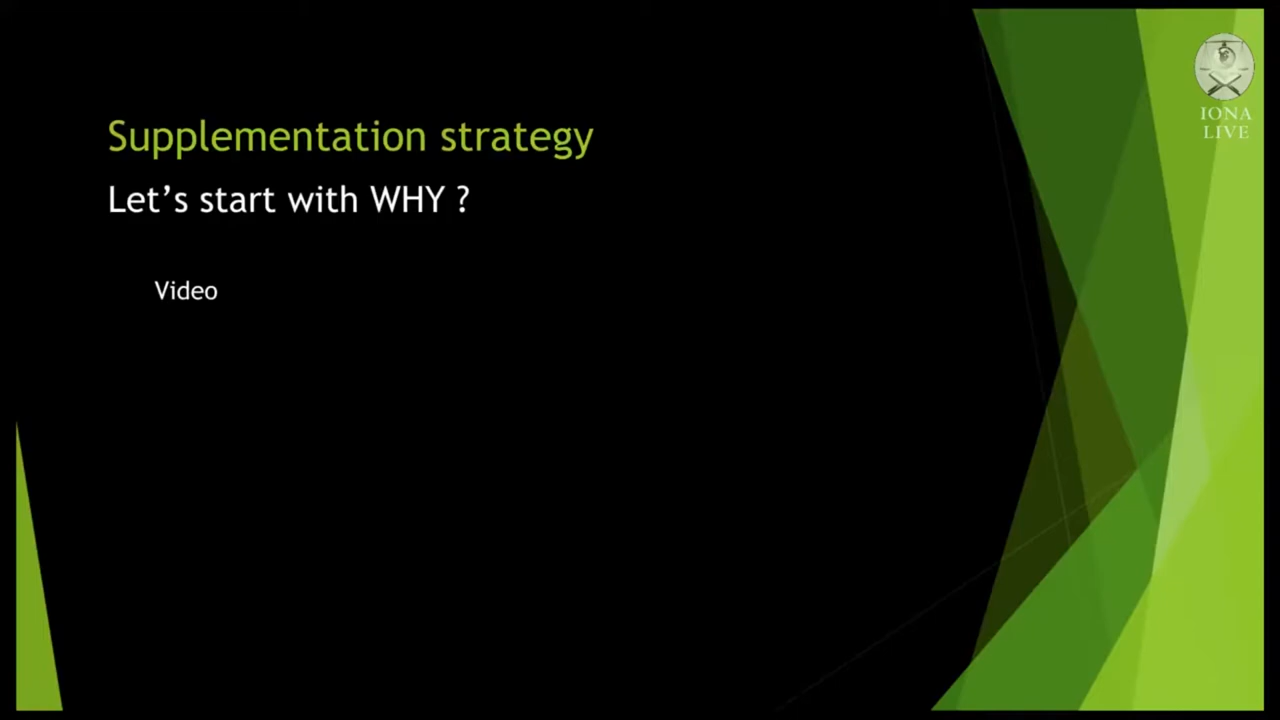 Supplementation strategy
Let’s start with WHY ?
Video
IONA
LIVE